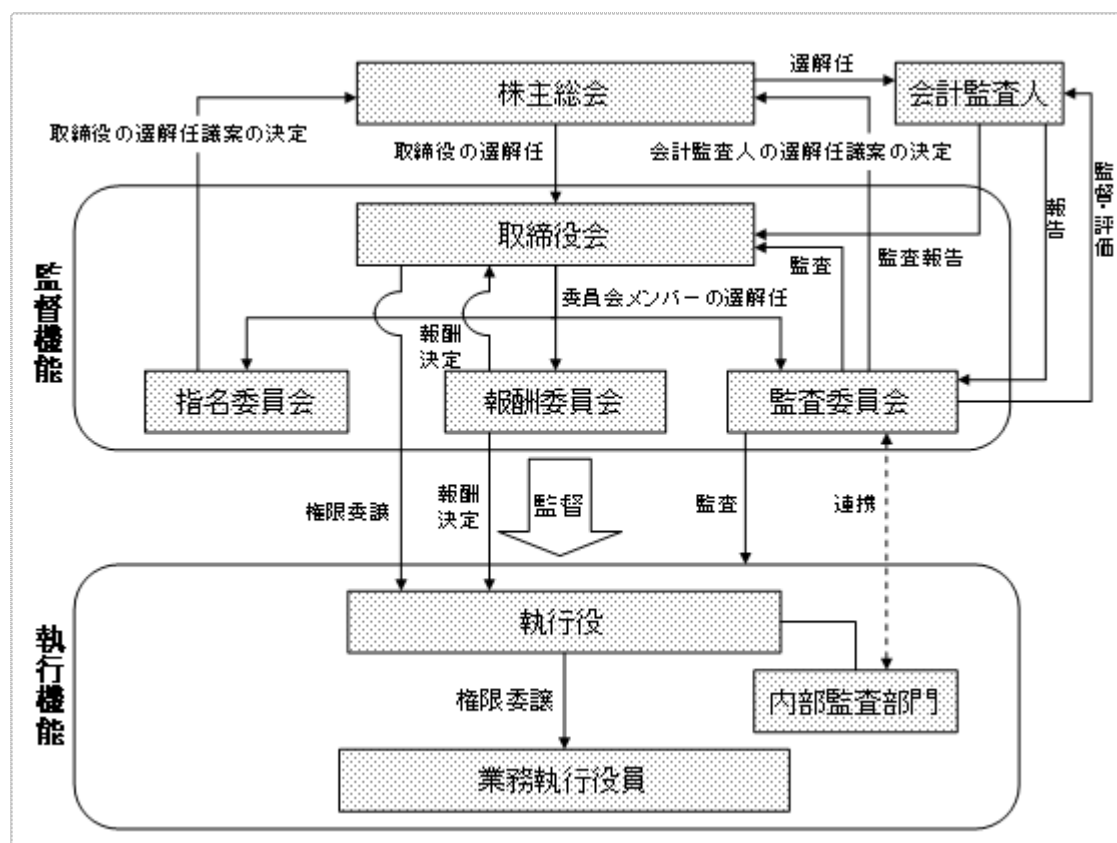 株主総会
選解任
会計監査人
取締役の選解任議案の決定
取締役の選解任
会計監査人の選解任議案の決定
監督・評価
報告
監督機能
取締役会
監査
監査報告
委員会メンバーの選解任
報酬
決定
指名委員会
報酬委員会
監査委員会
権限委譲
報酬
決定
監督
監査
連携
執行機能
執行役
内部監査部門
権限委譲
業務執行役員